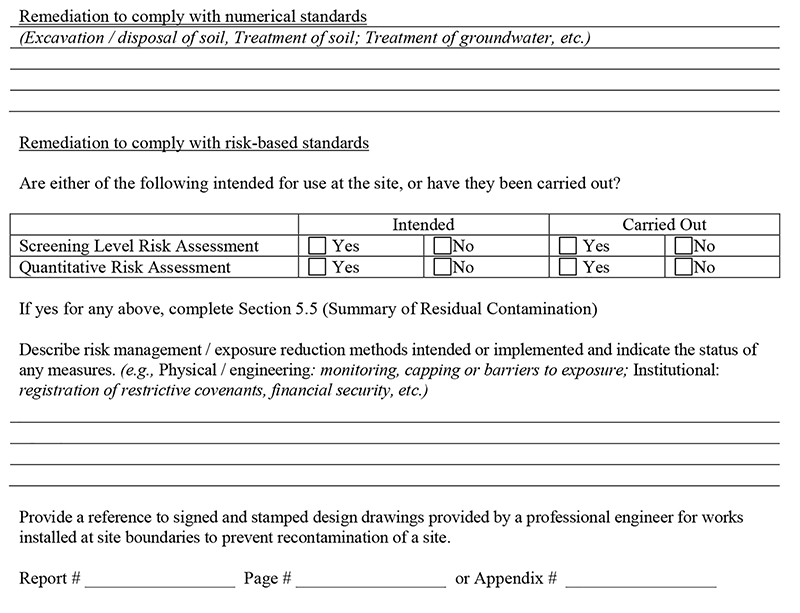 Remediation to comply with numerical standards
(Excavation / disposal of soil, Treatment of soil; Treatment of groundwater, etc.)
Remediation to comply with risk-based standards
Are either of the following intended for use at the site, or have they been carried out?
Intended Carried Out
Screening Level Risk Assessment Yes No Yes No
Quantitative Risk Assessment Yes No Yes No
If yes for any above, complete Section 5.5 (Summary of Residual Contamination)
Describe risk management / exposure reduction methods intended or implemented and indicate the status of
any measures. (e.g., Physical / engineering: monitoring, capping or barriers to exposure; Institutional:
registration of restrictive covenants, financial security, etc.)
Provide a reference to signed and stamped design drawings provided by a professional engineer for works
installed at site boundaries to prevent recontamination of a site.
Report # Page # or Appendix #